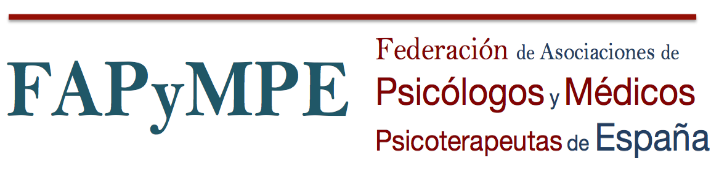 FAPyMPE
Federación de Asociaciones de
Psicólogos y Médicos
Psicoterapeutas de España